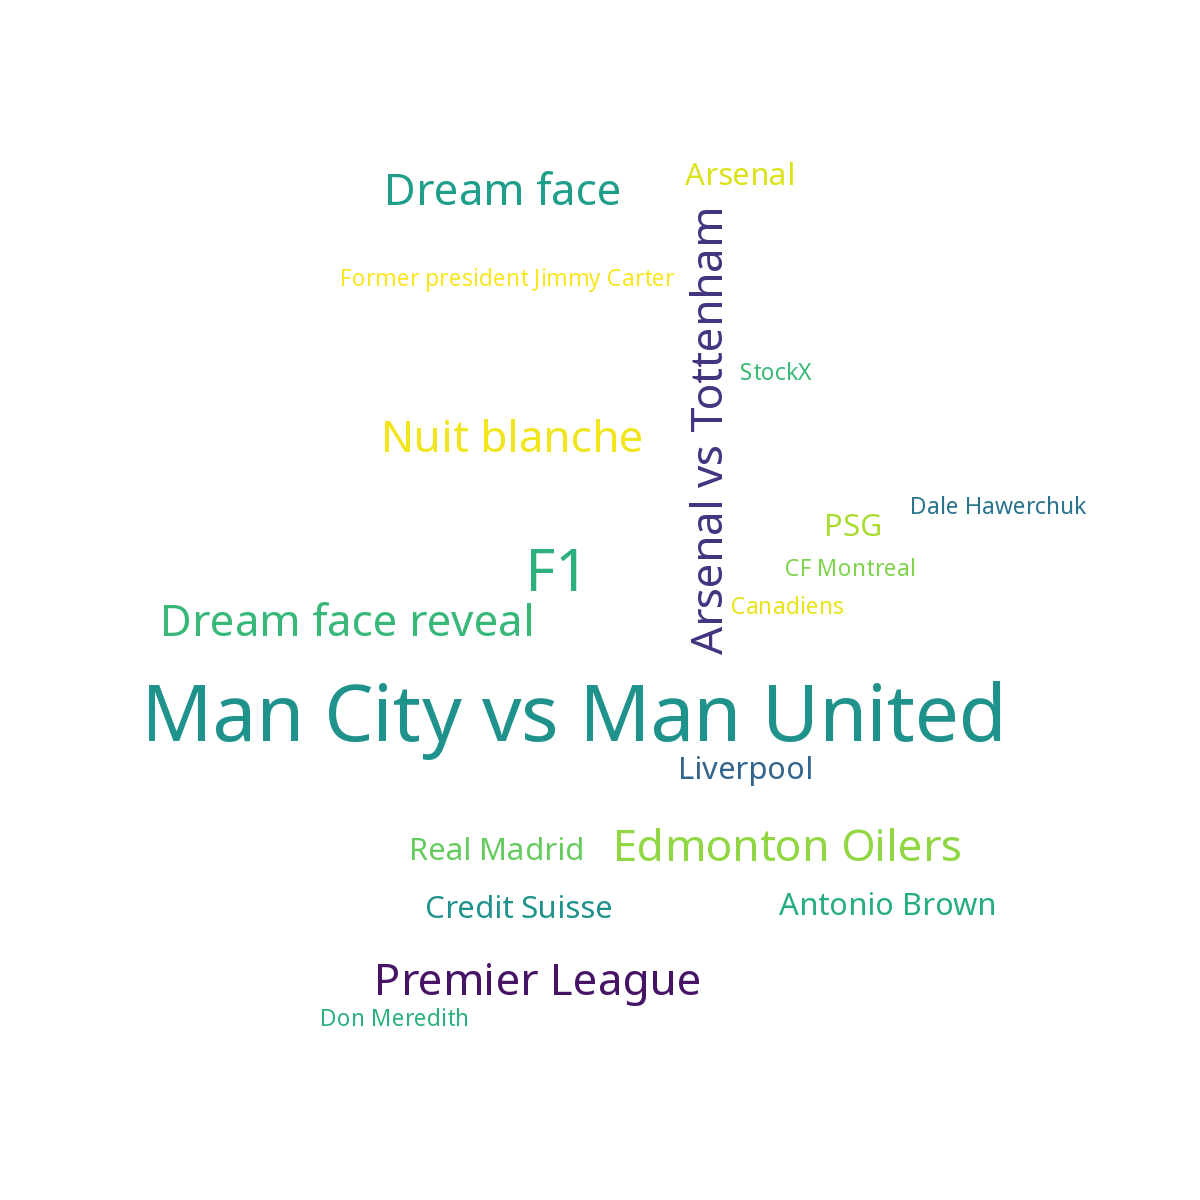 Arsenal
Dream face
Former president Jimmy Carter
Arsenal vs Tottenham
StockX
Nuit blanche
Dale Hawerchuk
PSG
CF Montreal
F1
Canadiens
Dream face reveal
Man City vs Man United
Liverpool
Real Madrid
Edmonton Oilers
Credit Suisse
Antonio Brown
Premier League
Don Meredith